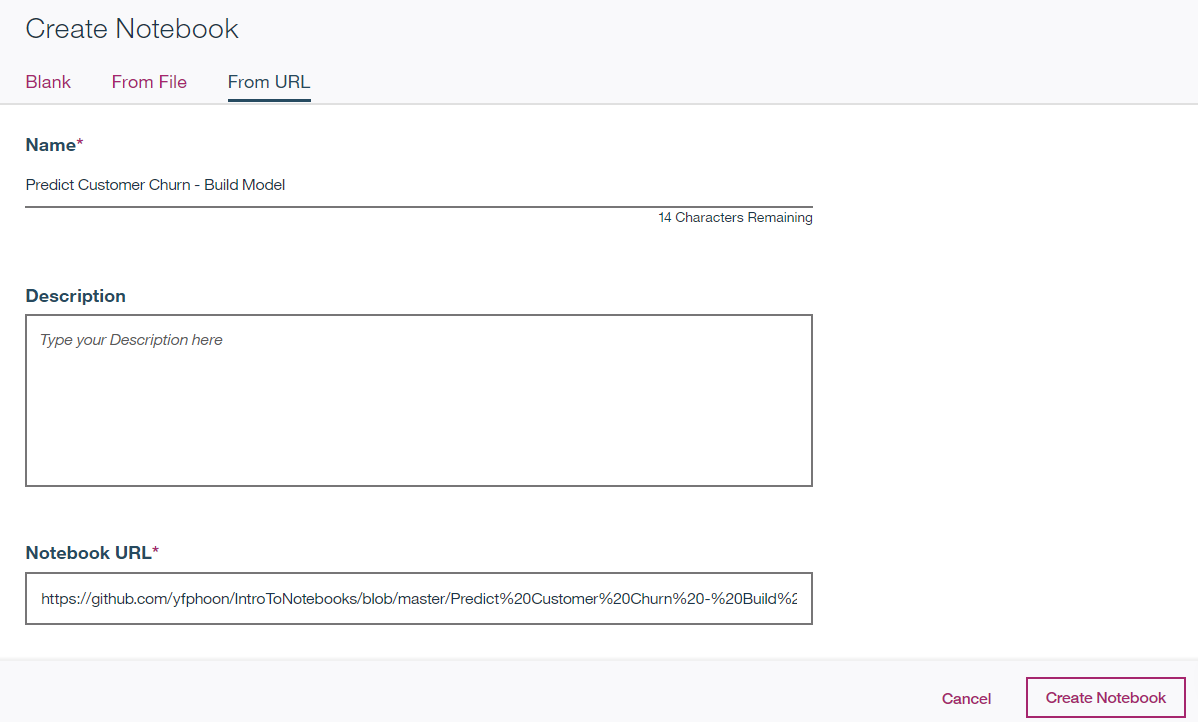 Create Notebook
Blank From File From URL
Name*
Predict Customer Churn - Build Model
14 Characters Remaining
Description
Type your Description here
Notebook URL*
https://github.com/yfphoon/IntroToNotebooks/blob/master/Predict%20Customer%20Churn%20-%20Build%2
Cancel Create Notebook